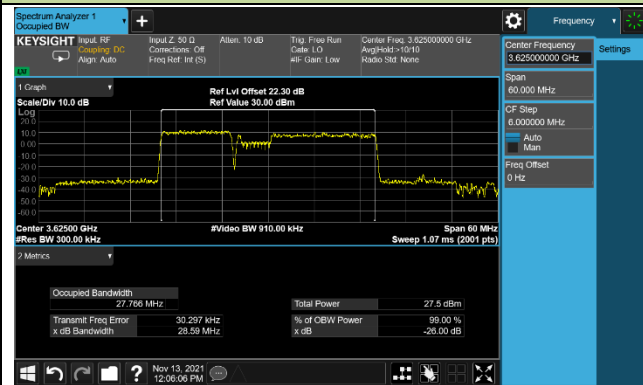 Spectrum Analyzer 1
Occupied BW
+
Frequency
KEYSIGHT
Input: RF
Coupling: DC
Align: Auto
Input Z: 50 Ω
Corrections: Off
Freq Ref: Int (S)
Atten: 10 dB
Trig: Free Run
Gate: LO
#IF Gain: Low
Center Freq: 3.625000000 GHz
Avg|Hold:>10/10
Radio Std: None
Center Frequency
3.625000000 GHz
Settings
Span
60.000 MHz
CF Step
6.000000 MHz
Auto
Man
Freq Offset
0 Hz
1 Graph
Scale/Div 10.0 dB
Ref Lvl Offset 22.30 dB
Ref Value 30.00 dBm
Log
20.0
10.0
0.00
-10.0
-20.0
-30.0
-40.0
-50.0
-60.0
Center 3.62500 GHz
#Video BW 910.00 kHz
Span 60 MHz
#Res BW 300.00 kHz
Sweep 1.07 ms (2001 pts)
2 Metrics
Occupied Bandwidth
27.766 MHz
Total Power 27.5 dBm
Transmit Freq Error 30.297 kHz
% of OBW Power 99.00 %
x dB Bandwidth 28.59 MHz
x dB -26.00 dB
?
Nov 13, 2021
12:06:06 PM